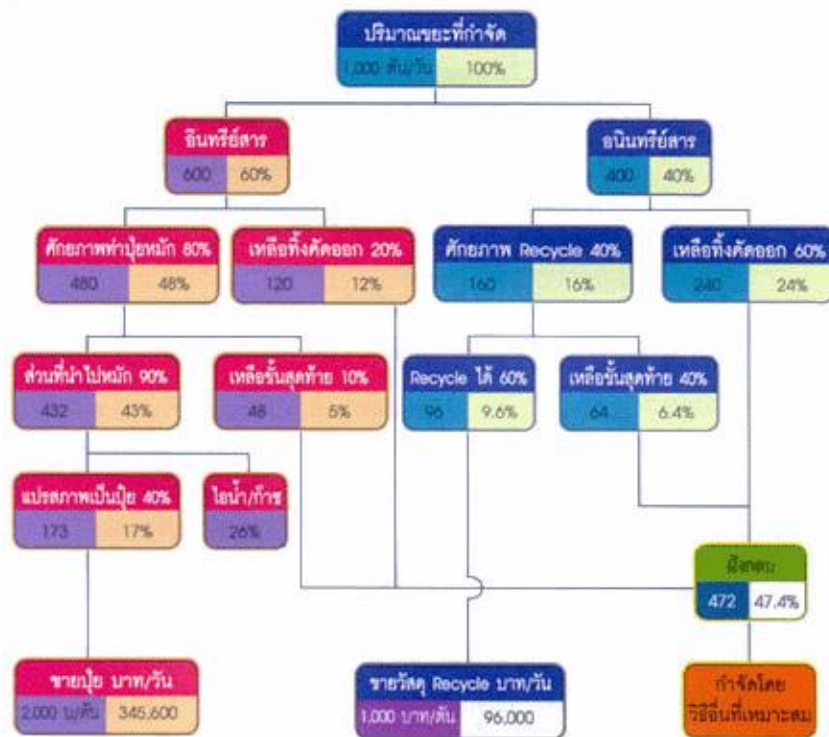 ปริมาณขยะที่กำจัด
1,000 ตัน/วัน 100%
อินทรีย์สาร
600 60%
อนินทรีย์สาร
400 40%
ศักยภาพทำปุ๋ยหมัก 80%
480 48%
เหลือทิ้งคัดออก 20%
120 12%
ศักยภาพ Recycle 40%
160 16%
เหลือทิ้งคัดออก 60%
240 24%
ส่วนที่นำไปหมัก 90%
432 43%
เหลือขั้นสุดท้าย 10%
48 5%
Recycle ได้ 60%
96 9.6%
เหลือขั้นสุดท้าย 40%
64 6.4%
แปรสภาพเป็นปุ๋ย 40%
173 17%
ไอน้ำ/ก๊าซ
26%
ฝังกลบ
472 47.4%
ขายปุ๋ย บาท/วัน
2,000 บ/ตัน 345,600
ขายวัสดุ Recycle บาท/วัน
1,000 บาท/ตัน 96,000
กำจัดโดย
วิธีอื่นที่เหมาะสม